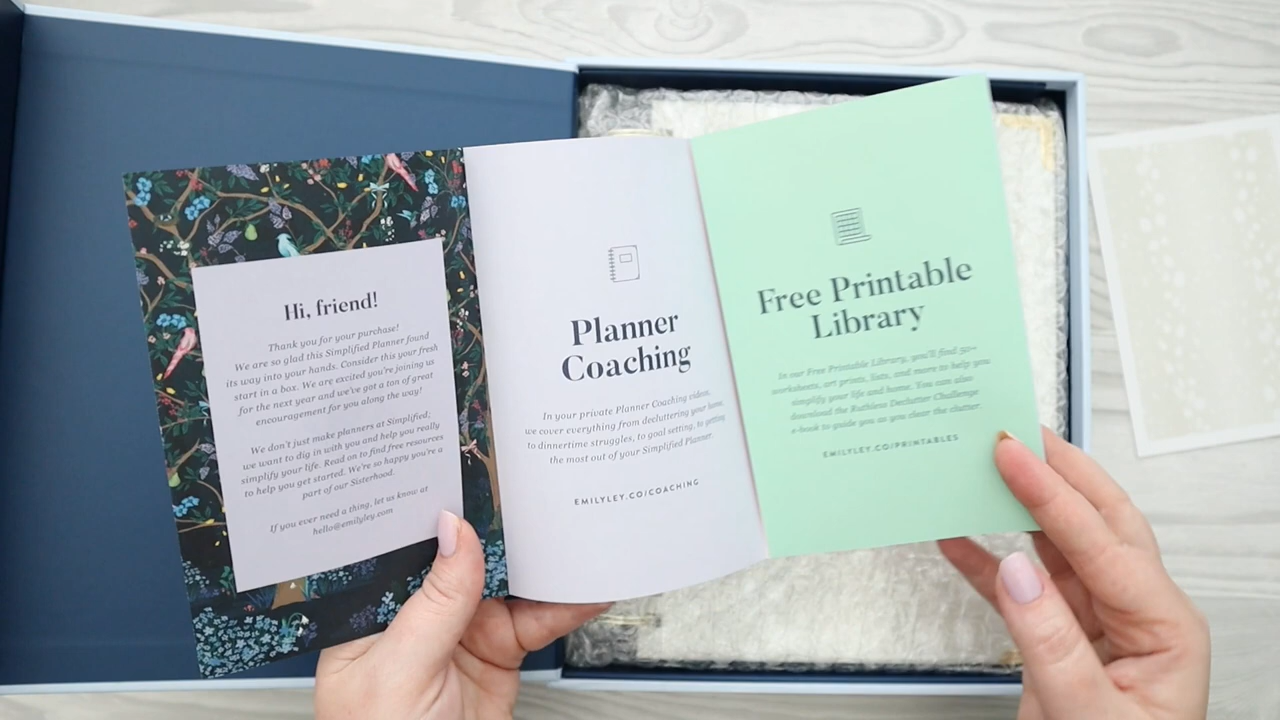 Hi, friend!
Thank you for your purchase!
We are so glad this Simplified Planner found
its way into your hands. Consider this your fresh
start in a box. We are excited you're joining us
for the next year and we've got a ton of great
encouragement for you along the way!
We don't just make planners at Simplified;
we want to dig in with you and help you really
simplify your life. Read on to find free resources
to help you get started. We're so happy you're a
part of our Sisterhood.
If you ever need a thing, let us know at
hello@emilyley.com
Planner
Coaching
In your private Planner Coaching video,
we cover everything from decluttering your home,
to dinnertime struggles, to goal setting, to getting
the most out of your Simplified Planner.
EMILYLEY.CO/COACHING
Free Printable
Library
In our Free Printable Library, you'll find 50+
worksheets, art prints, lists, and more to help you
simplify your life and home. You can also
download the Ruthless Declutter Challenge
e-book to guide you as you clear the clutter.
EMILYLEY.CO/PRINTABLES